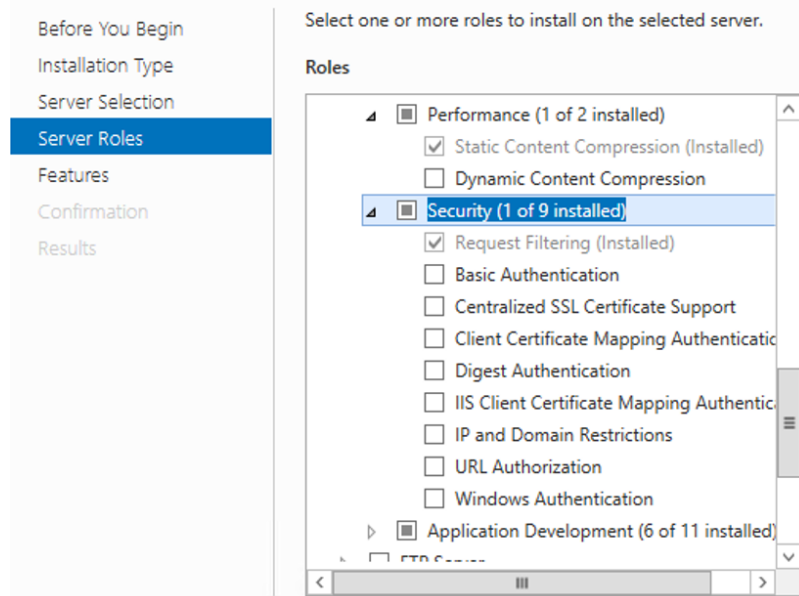 Before You Begin
Installation Type
Server Selection
Server Roles
Features
Confirmation
Results
Select one or more roles to install on the selected server.
Roles
Performance (1 of 2 installed)
Static Content Compression (Installed)
Dynamic Content Compression
Security (1 of 9 installed)
Request Filtering (Installed)
Basic Authentication
Centralized SSL Certificate Support
Client Certificate Mapping Authenticatic
Digest Authentication
IIS Client Certificate Mapping Authentic
IP and Domain Restrictions
URL Authorization
Windows Authentication
Application Development (6 of 11 installed)
FTP Server